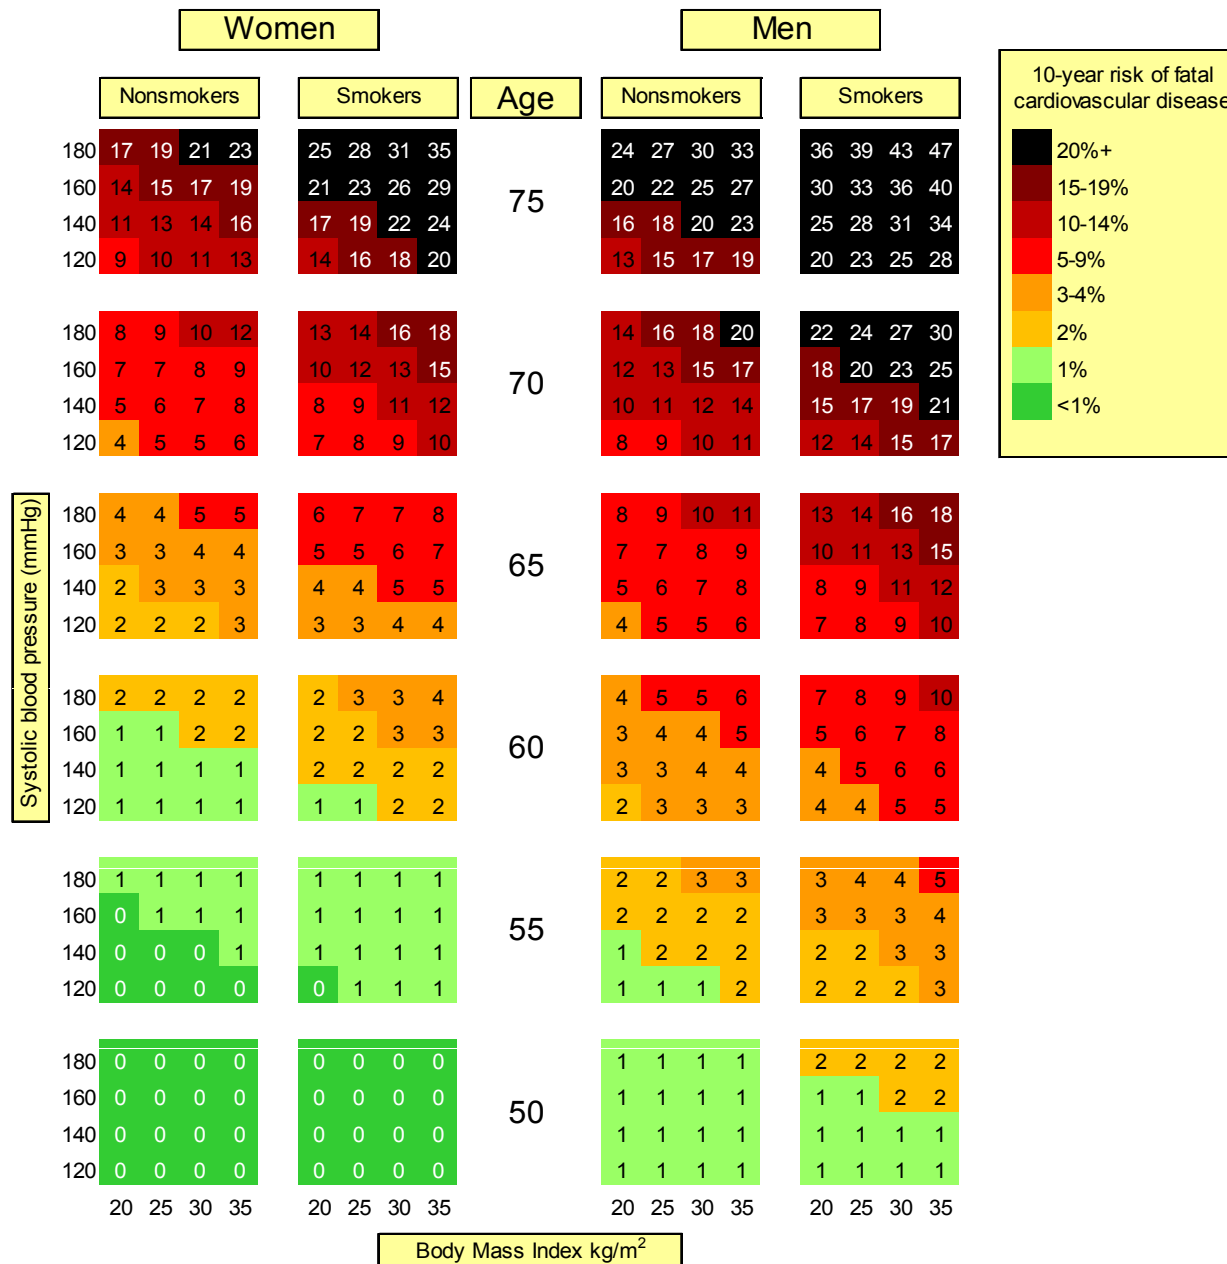 Women Men
Nonsmokers Smokers Age Nonsmokers Smokers
10-year risk of fatal
cardiovascular disease
20%+
15-19%
10-14%
5-9%
3-4%
2%
1%
<1%
180 17 19 21 23 25 28 31 35 24 27 30 33 36 39 43 47
160 14 15 17 19 21 23 26 29 20 22 25 27 30 33 36 40
75
140 11 13 14 16 17 19 22 24 16 18 20 23 25 28 31 34
120 9 10 11 13 14 16 18 20 13 15 17 19 20 23 25 28
180 8 9 10 12 13 14 16 18 14 16 18 20 22 24 27 30
160 7 7 8 9 10 12 13 15 12 13 15 17 18 20 23 25
70
140 5 6 7 8 8 9 11 12 10 11 12 14 15 17 19 21
120 4 5 5 6 7 8 9 10 8 9 10 11 12 14 15 17
Systolic blood pressure (mmHg)
180 4 4 5 5 6 7 7 8 8 9 10 11 13 14 16 18
160 3 3 4 4 5 5 6 7 7 7 8 9 10 11 13 15
65
140 2 3 3 3 4 4 5 5 5 6 7 8 8 9 11 12
120 2 2 2 3 3 3 4 4 4 5 5 6 7 8 9 10
180 2 2 2 2 2 3 3 4 4 5 5 6 7 8 9 10
160 1 1 2 2 2 2 3 3 3 4 4 5 5 6 7 8
60
140 1 1 1 1 2 2 2 2 3 3 4 4 4 5 6 6
120 1 1 1 1 1 1 2 2 2 3 3 3 4 4 5 5
180 1 1 1 1 1 1 1 1 2 2 3 3 3 4 4 5
160 0 1 1 1 1 1 1 1 2 2 2 2 3 3 3 4
55
140 0 0 0 1 1 1 1 1 1 2 2 2 2 2 3 3
120 0 0 0 0 0 1 1 1 1 1 1 2 2 2 2 3
180 0 0 0 0 0 0 0 0 1 1 1 1 2 2 2 2
160 0 0 0 0 0 0 0 0 1 1 1 1 1 1 2 2
50
140 0 0 0 0 0 0 0 0 1 1 1 1 1 1 1 1
120 0 0 0 0 0 0 0 0 1 1 1 1 1 1 1 1
20 25 30 35 20 25 30 35 20 25 30 35 20 25 30 35
Body Mass Index kg/m²